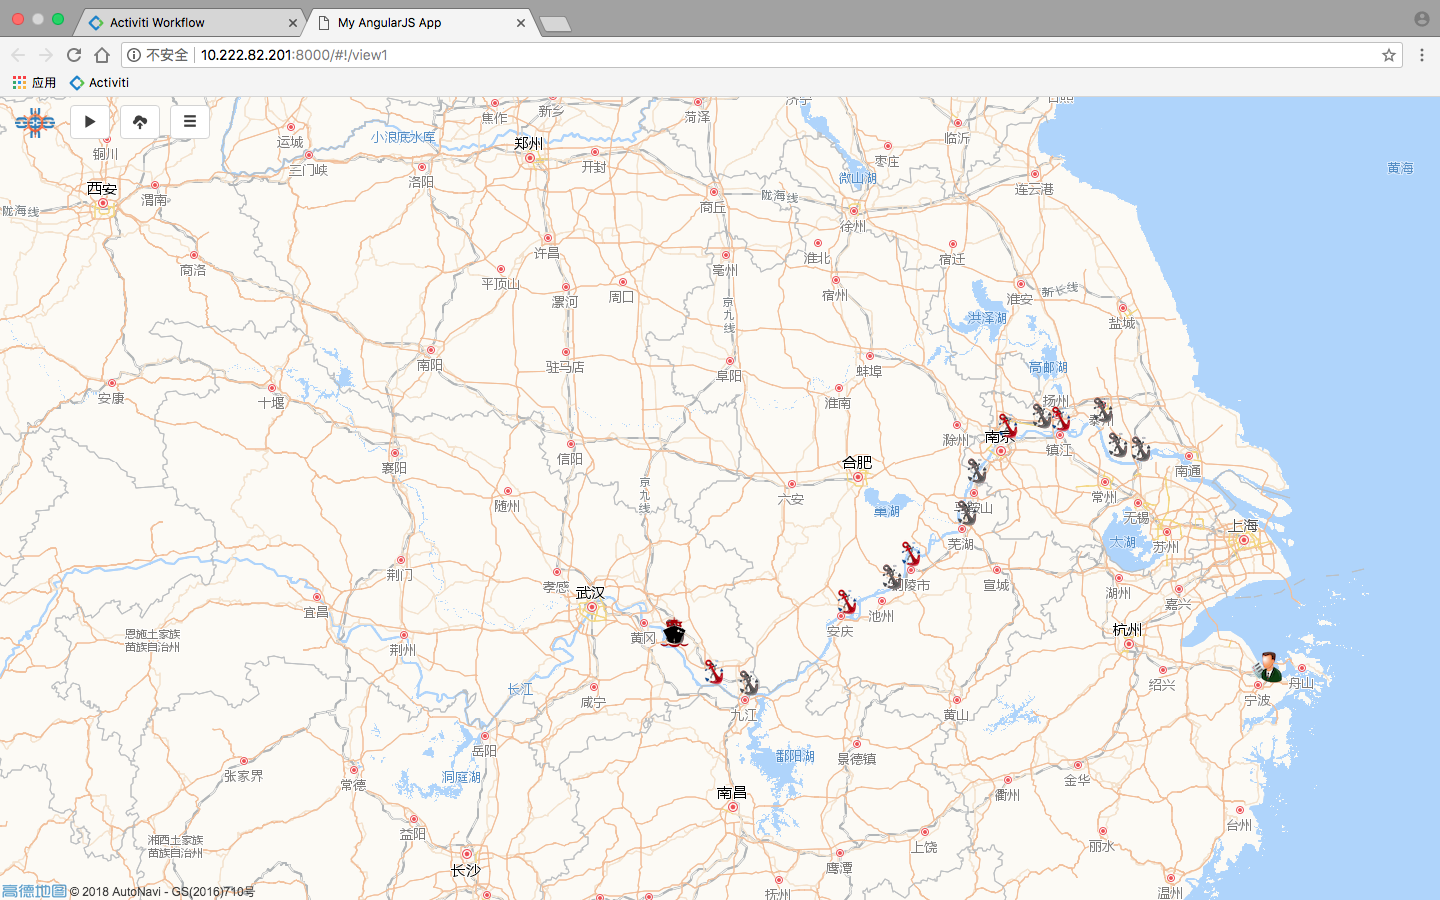 Activiti Workflow
My AngularJS App
不安全
10.222.82.201:8000/#!/view1
应用
Activiti
焦作
新乡
菏泽
济宁
日照
运城
小浪底水库
郑州
临沂
铜川
三门峡
洛阳
开封
枣庄
黄海
西安
渭南
微山湖
连云港
陇海线
商丘
陇海线
徐州
商洛
许昌
亳州
淮北
宿迁
平顶山
漯河
周口
宿州
淮安
新长线
京九线
洪泽湖
盐城
南阳
驻马店
阜阳
蚌埠
高邮湖
安康
十堰
淮南
扬州
泰州
滁州
南京
镇江
信阳
合肥
襄阳
南通
京九线
随州
六安
巢湖
马鞍山
常州
无锡
上海
芜湖
太湖
苏州
荆门
孝感
铜陵市
宣城
武汉
湖州
宜昌
池州
嘉兴
恩施土家族
苗族自治州
黄冈
安庆
杭州
荆州
长江
咸宁
九江
黄山
绍兴
宁波
舟山
岳阳
鄱阳湖
景德镇
张家界
常德
洞庭湖
南昌
衢州
金华
益阳
湘西土家族
苗族自治州
台州
上饶
丽水
长沙
鹰潭
抚州
温州
高德地图 © 2018 AutoNavi - GS(2016)710号